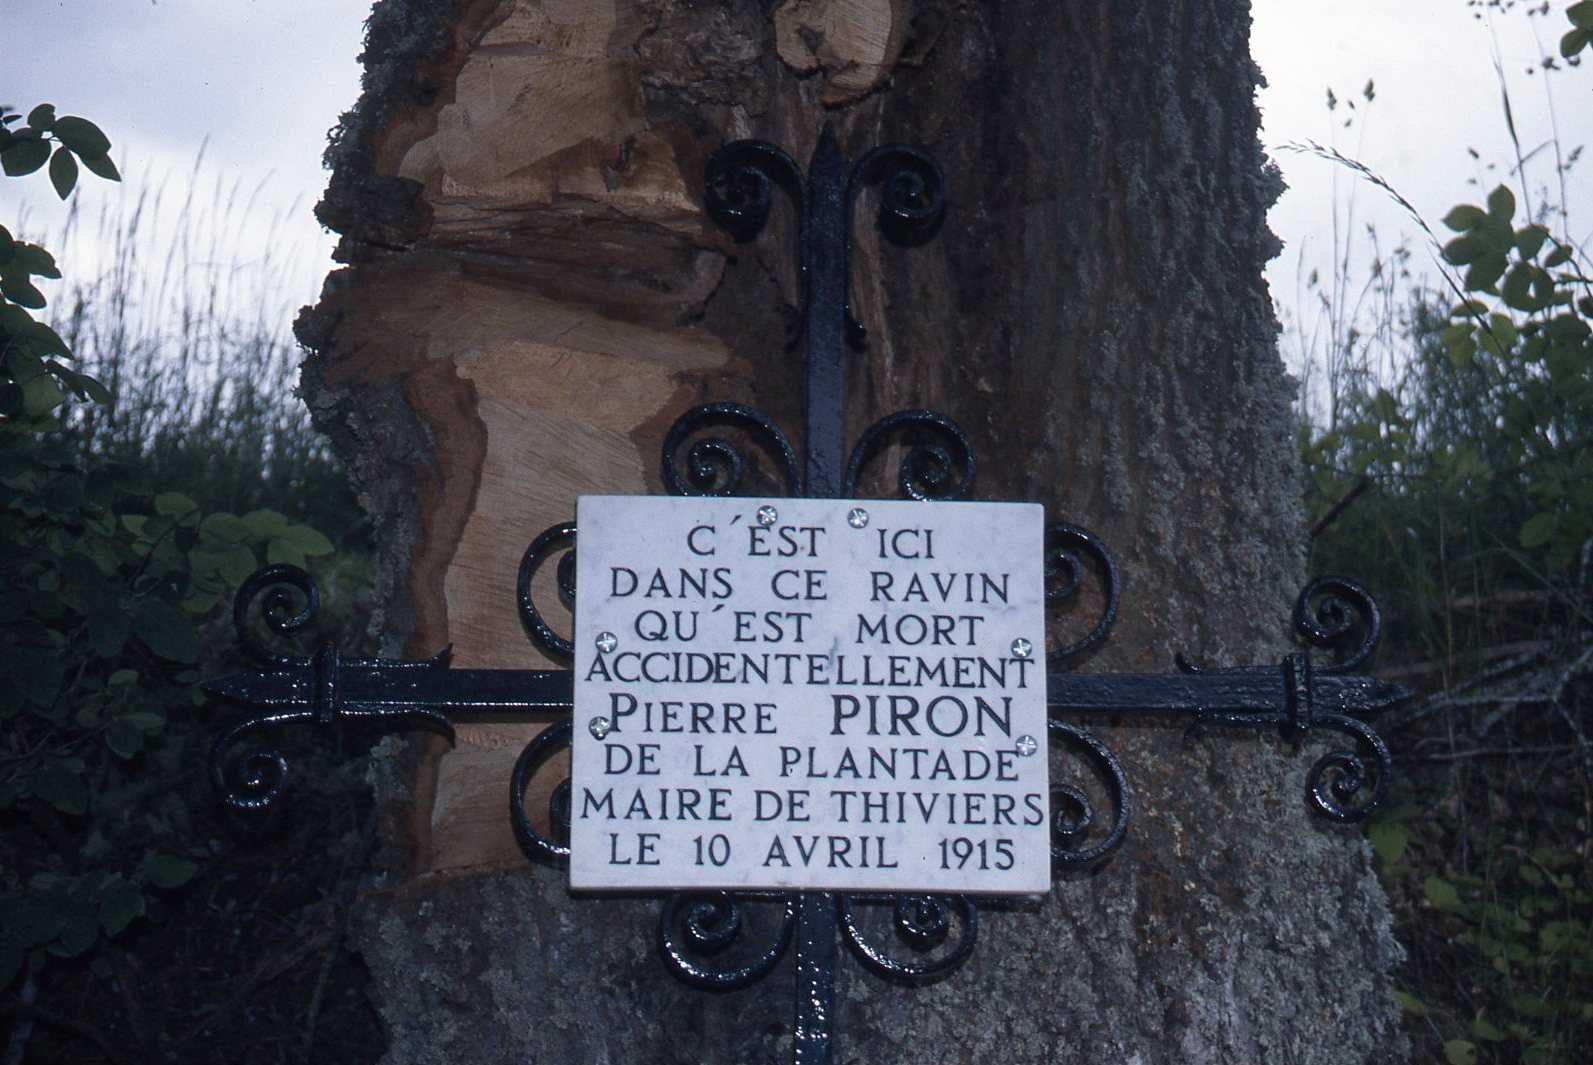 C´EST ICI
DANS CE RAVIN
QU´EST MORT
ACCIDENTELLEMENT
PIERRE PIRON
DE LA PLANTADE
MAIRE DE THIVIERS
LE 10 AVRIL 1915